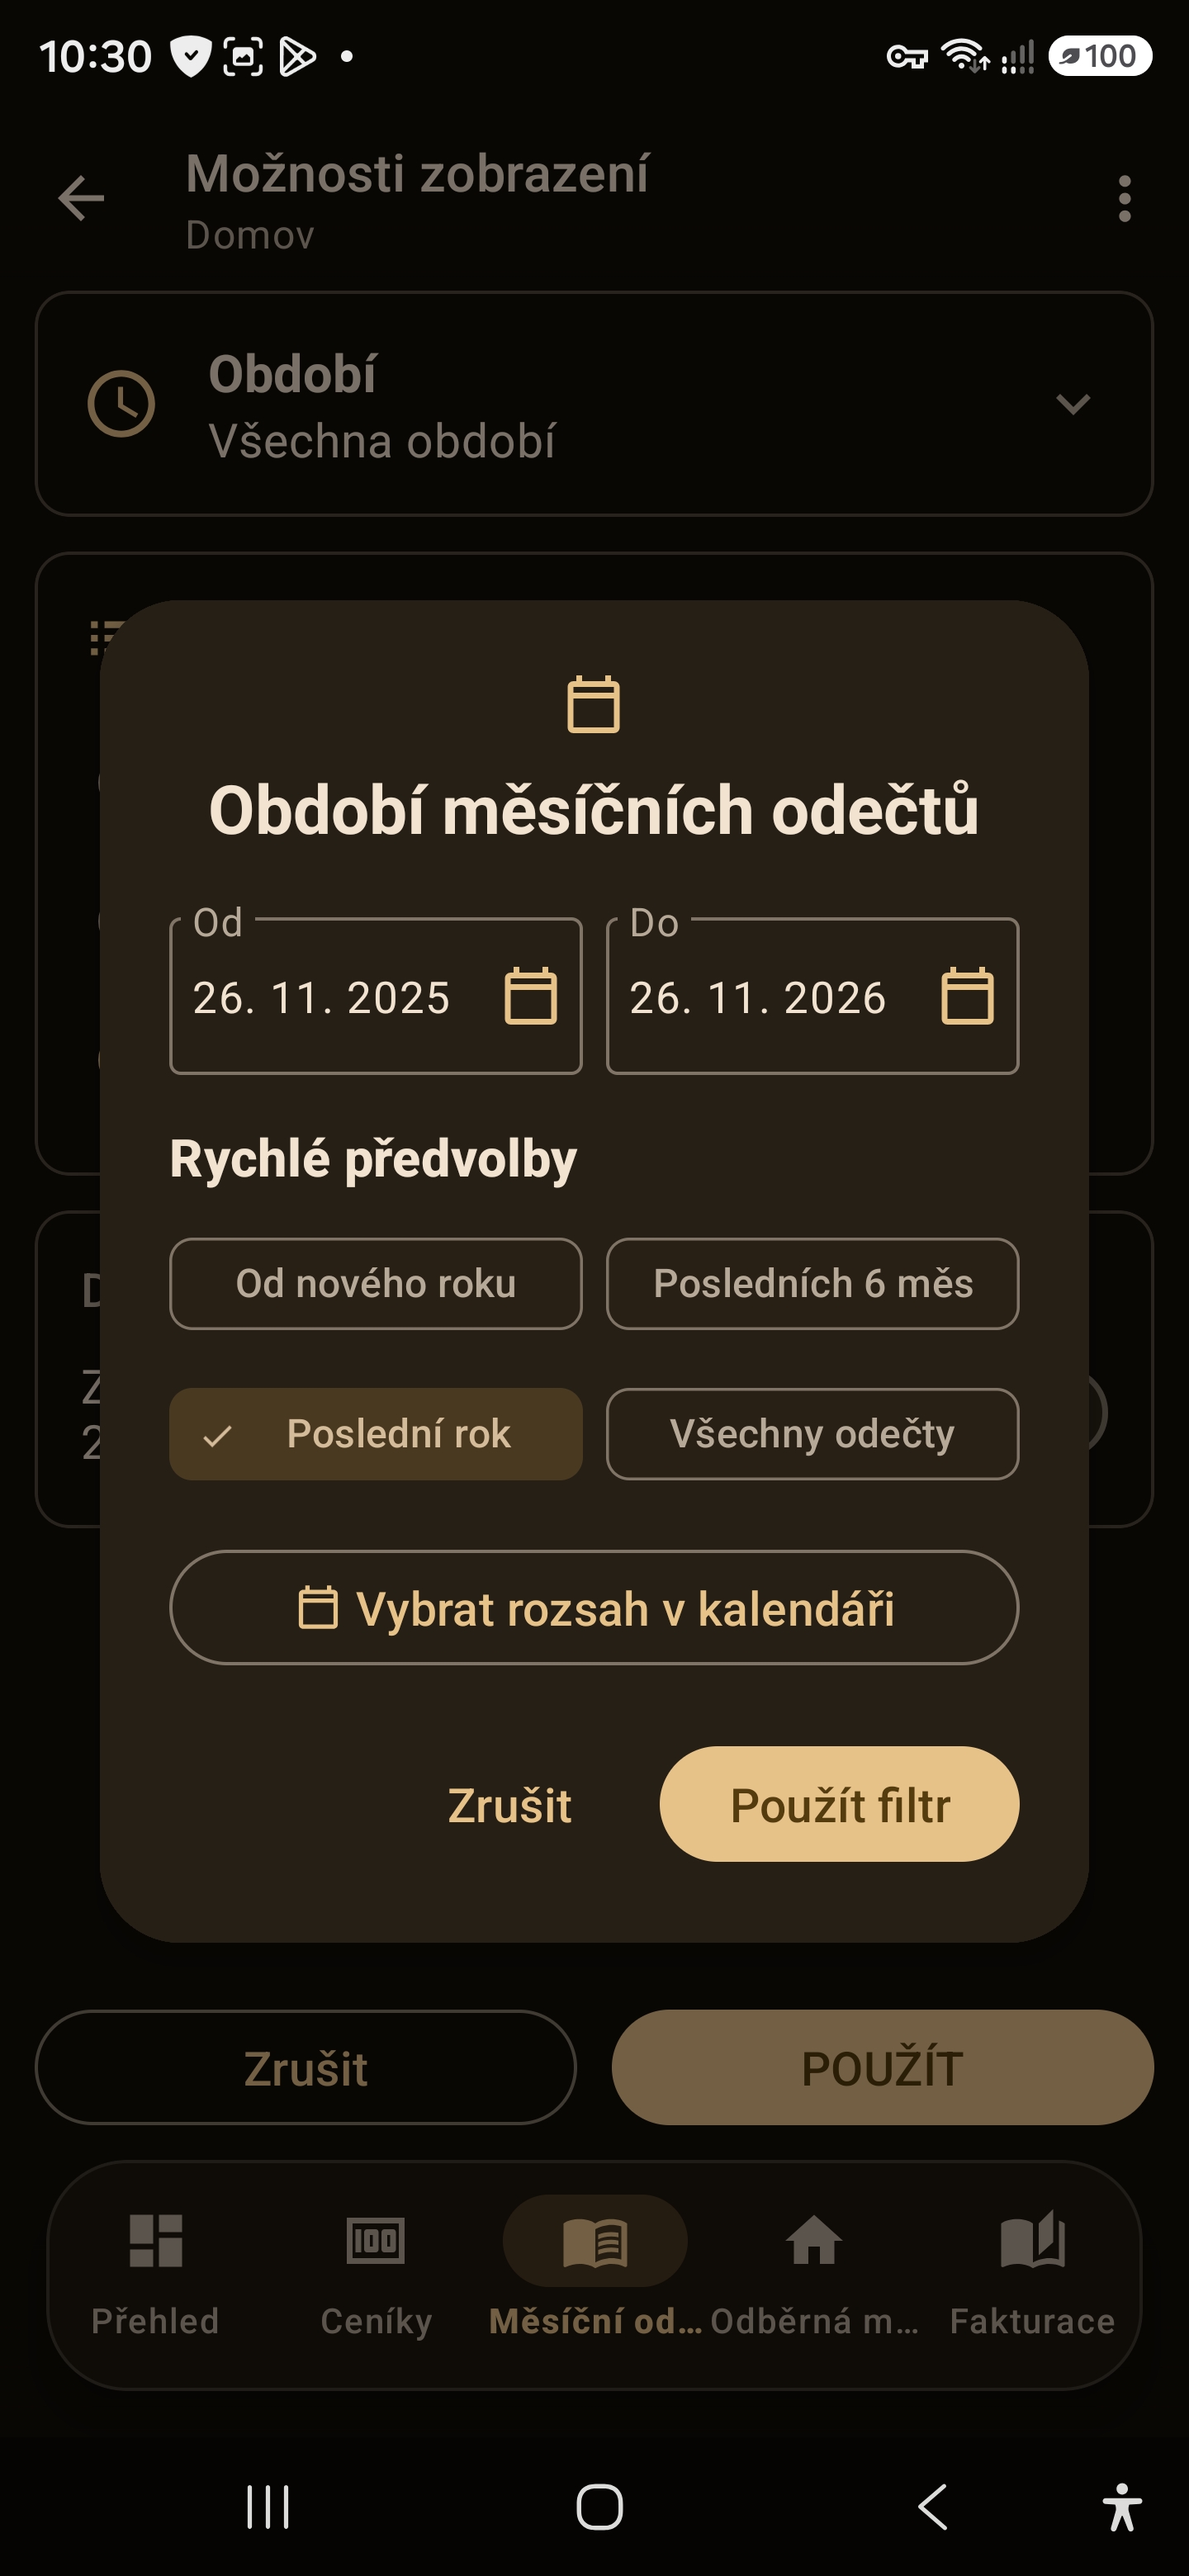 10:30
100
Možnosti zobrazení
Domov
Období
Všechna období
Období měsíčních odečtů
Od
Do
26. 11. 2025
26. 11. 2026
Rychlé předvolby
Od nového roku
Posledních 6 měs
Poslední rok
Všechny odečty
Vybrat rozsah v kalendáři
Zrušit
Použít filtr
Zrušit
POUŽÍT
Přehled
Ceníky
Měsíční od...
Odběrná m...
Fakturace